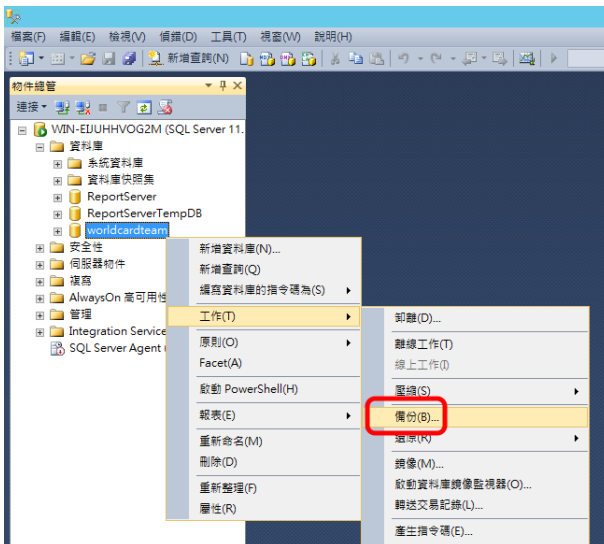 檔案(F) 編輯(E) 檢視(V) 偵錯(D) 工具(T) 視窗(W) 說明(H)
新增查詢(N)
物件總管
連接
WIN-EIJUHHVOG2M (SQL Server 11.
資料庫
系統資料庫
資料庫快照集
ReportServer
ReportServerTempDB
worldcardteam
安全性
伺服器物件
複寫
AlwaysOn 高可用性
管理
Integration Service
SQL Server Agent
新增資料庫(N)...
新增查詢(Q)
編寫資料庫的指令碼為(S)
工作(T)
原則(O)
Facet(A)
啟動 PowerShell(H)
報表(E)
重新命名(M)
刪除(D)
重新整理(F)
屬性(R)
卸離(D)...
離線工作(T)
線上工作(I)
壓縮(S)
備份(B)...
還原(R)
鏡像(M)...
啟動資料庫鏡像監視器(O)...
轉送交易記錄(L)...
產生指令碼(E)...